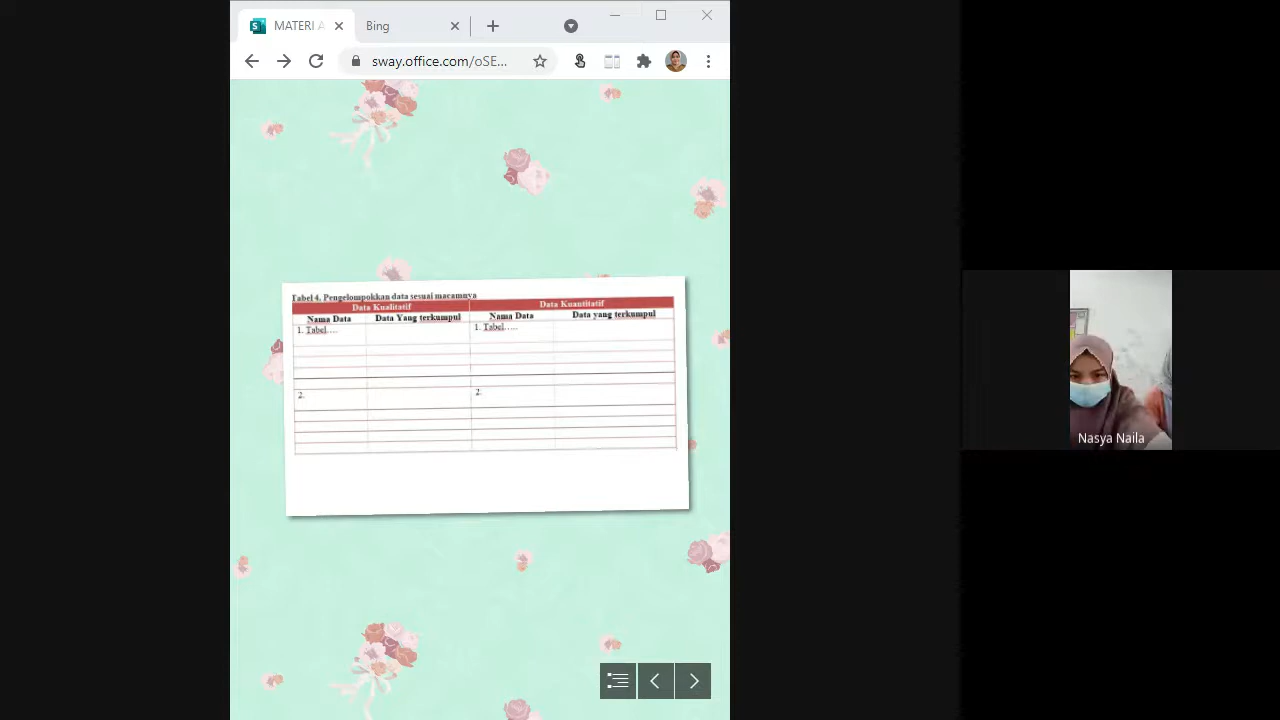 MATERI A
Bing
sway.office.com/oSE...
Tabel 4. Pengelompokkan data sesuai macamnya
Data Kualitatif
Data Kuantitatif
Nama Data
Data Yang terkumpul
Nama Data
Data yang terkumpul
1. Tabel....
1. Tabel.....
2.
2.
Nasya Naila